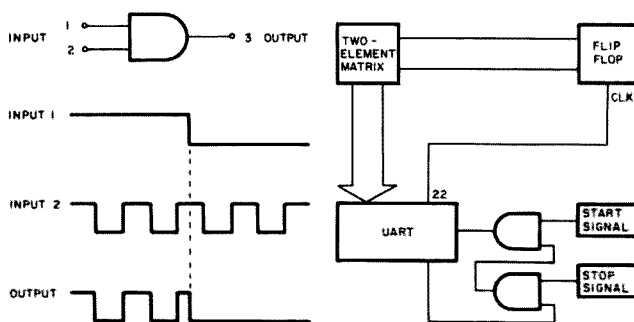 INPUT
1
2
3 OUTPUT
INPUT 1
INPUT 2
OUTPUT
TWO-
ELEMENT
MATRIX
FLIP
FLOP
CLK
22
UART
START
SIGNAL
STOP
SIGNAL